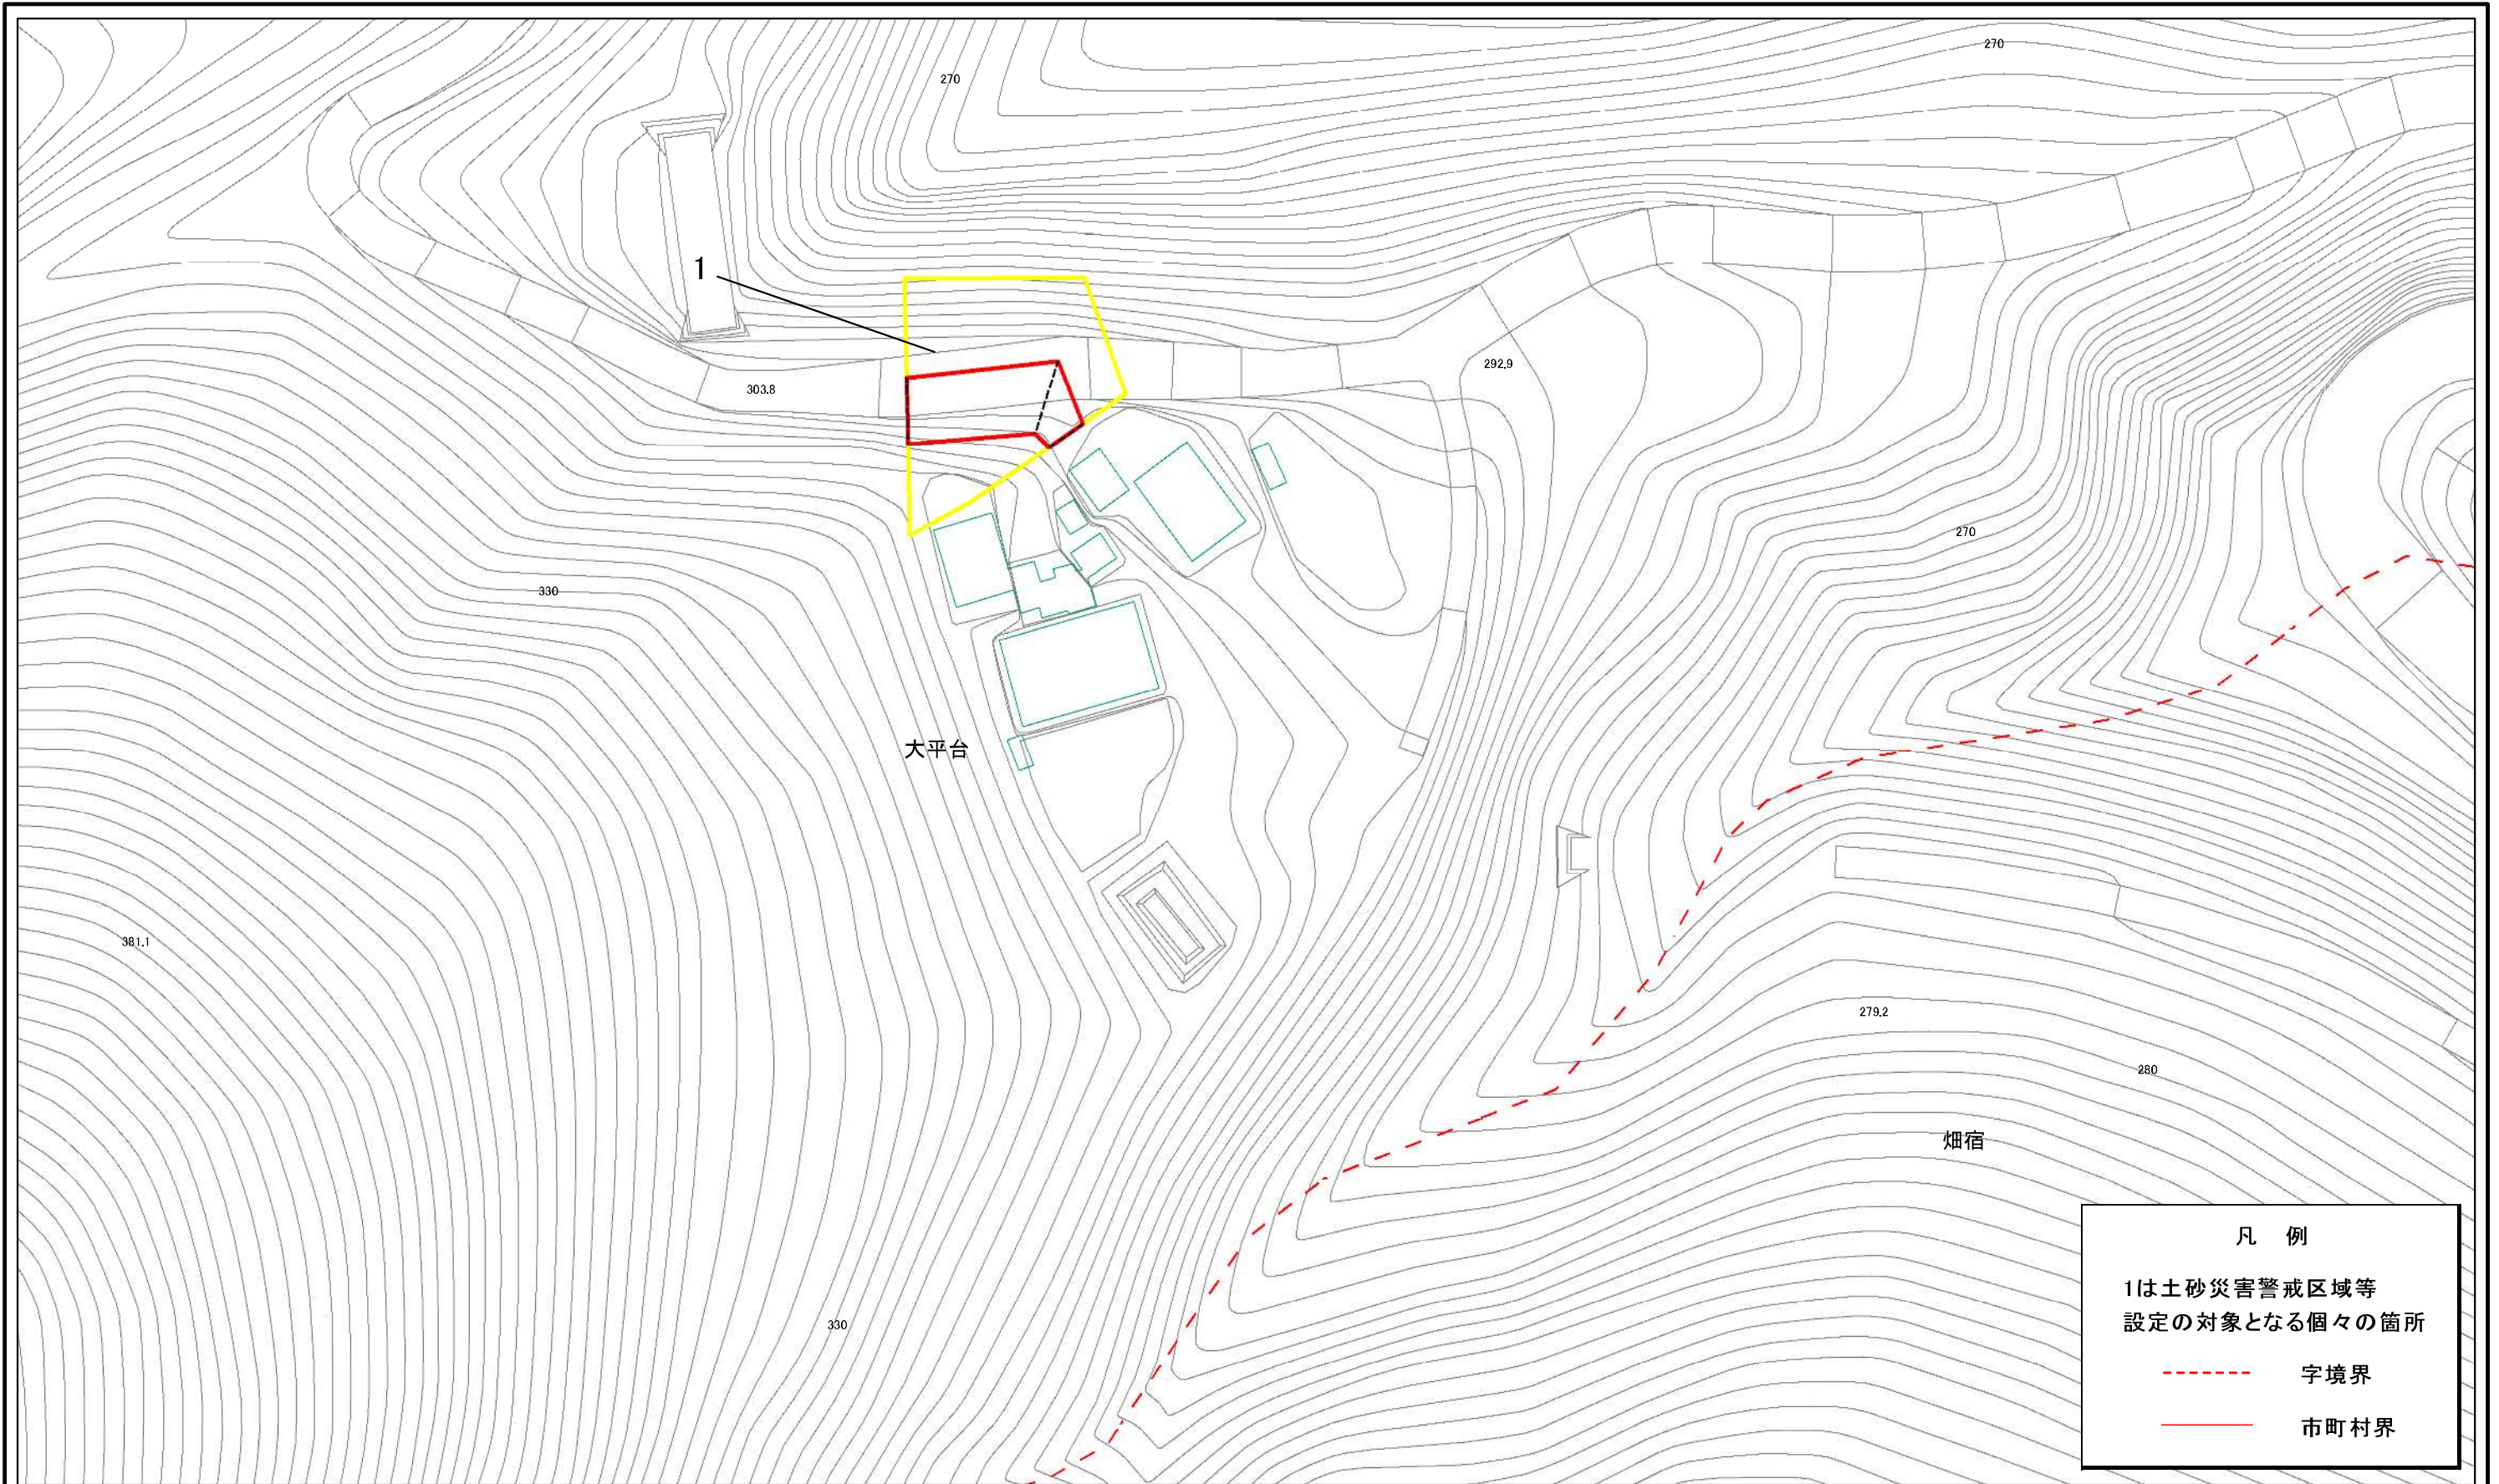 270
270
1
303.8
292.9
270
330
大平台
381.1
279.2
280
畑宿
330
凡 例
1は土砂災害警戒区域等
設定の対象となる個々の箇所
字境界
市町村界